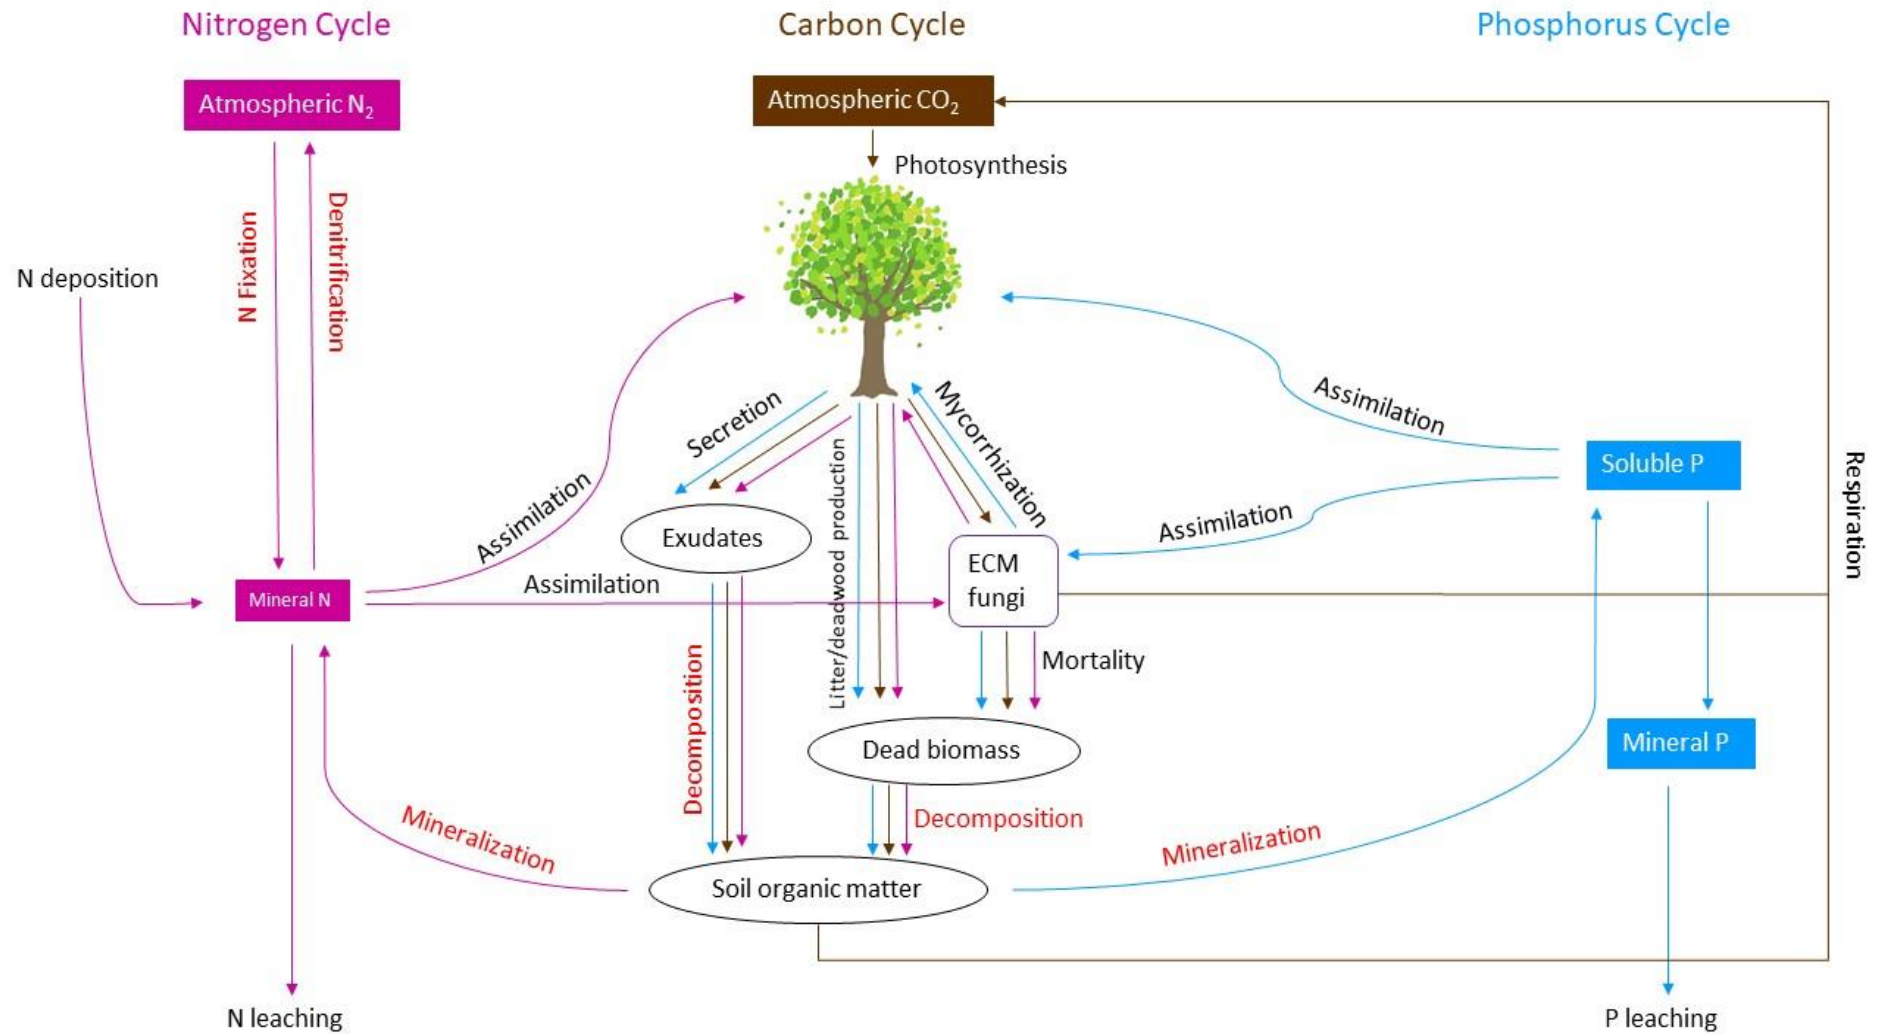 Nitrogen Cycle
Carbon Cycle
Phosphorus Cycle
Atmospheric N2
Atmospheric CO2
Photosynthesis
N Fixation
Denitrification
N deposition
Assimilation
Secretion
Mycorrhization
Assimilation
Soluble P
Respiration
Litter/deadwood production
Assimilation
Exudates
Assimilation
ECM
fungi
Mineral N
Mortality
Decomposition
Dead biomass
Mineral P
Decomposition
Mineralization
Mineralization
Soil organic matter
N leaching
P leaching